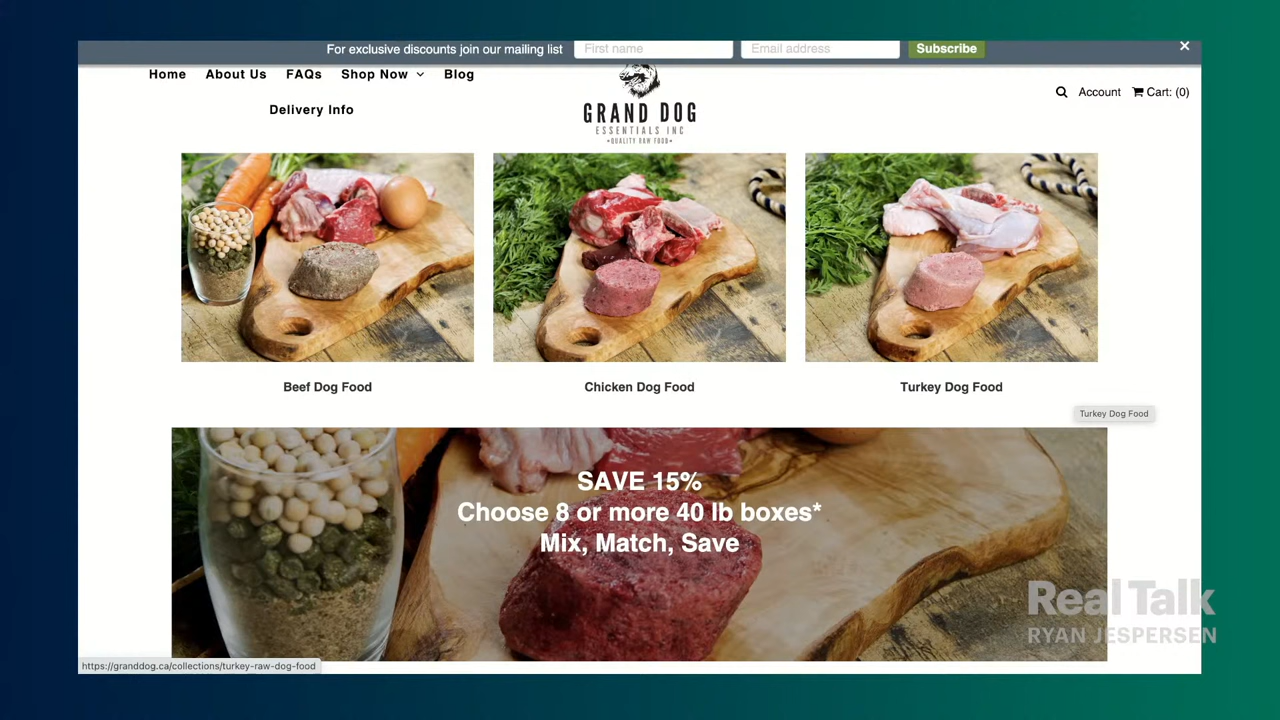 For exclusive discounts join our mailing list First name Email address Subscribe ×
Home About Us FAQs Shop Now Blog
Delivery Info
GRAND DOG
ESSENTIALS INC
•QUALITY RAW FOOD•
Account Cart: (0)
Beef Dog Food Chicken Dog Food Turkey Dog Food
Turkey Dog Food
SAVE 15%
Choose 8 or more 40 lb boxes*
Mix, Match, Save
Real Talk
RYAN JESPERSEN
https://granddog.ca/collections/turkey-raw-dog-food